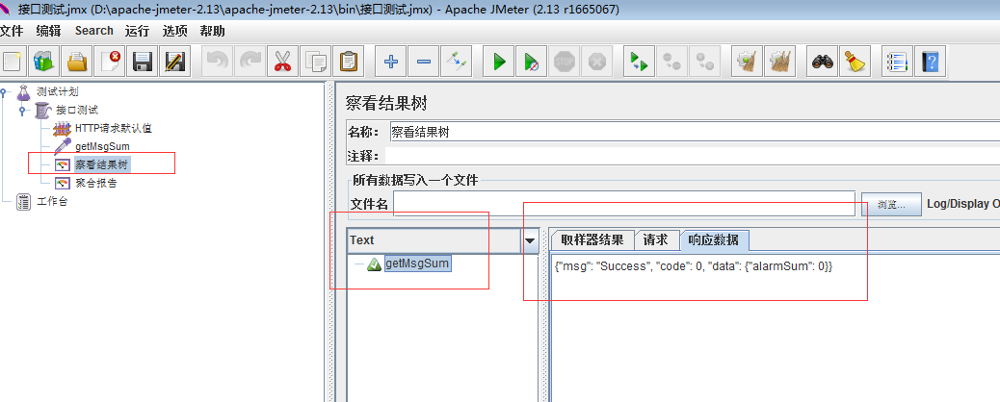 接口测试.jmx (D:\apache-jmeter-2.13\apache-jmeter-2.13\bin\接口测试.jmx) - Apache JMeter (2.13 r1665067)
文件 编辑 Search 运行 选项 帮助
测试计划
接口测试
HTTP请求默认值
getMsgSum
察看结果树
聚合报告
工作台
察看结果树
名称： 察看结果树
注释：
所有数据写入一个文件
文件名 浏览... Log/Display O
Text
getMsgSum
取样器结果 请求 响应数据
{"msg": "Success", "code": 0, "data": {"alarmSum": 0}}